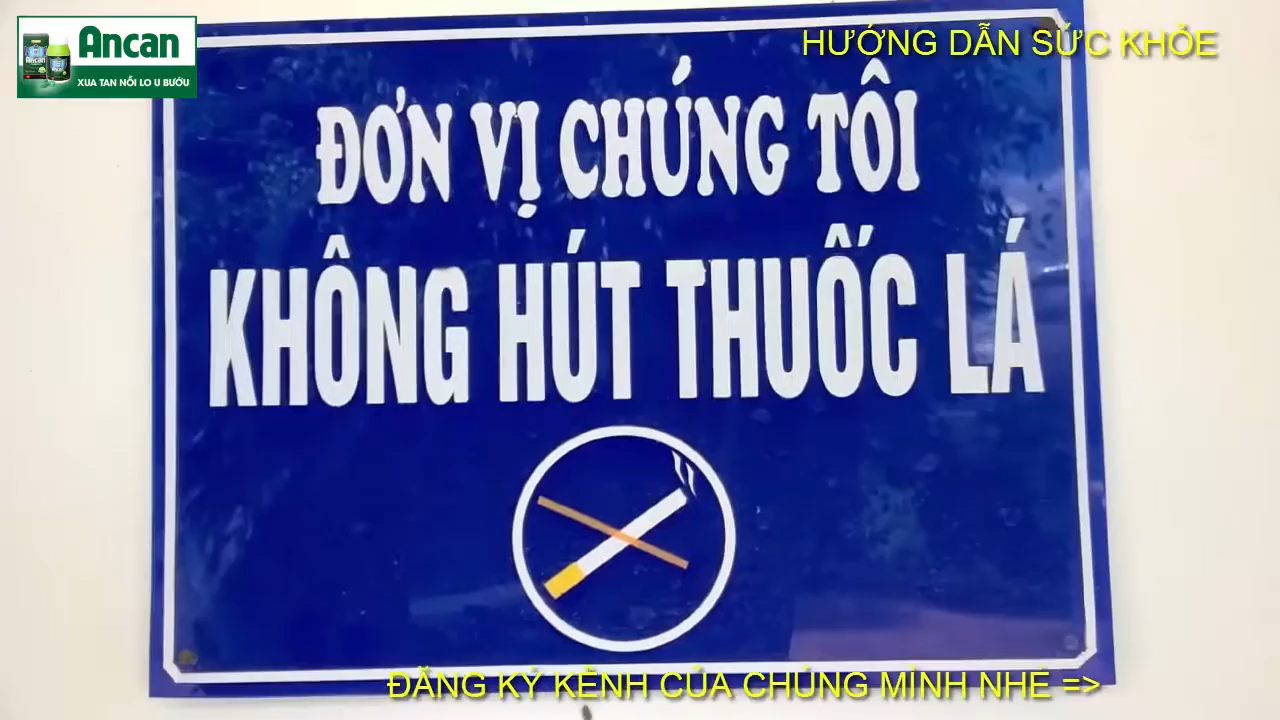 Ancan
XUA TAN NỖI LO U BƯỚU
HƯỚNG DẪN SỨC KHỎE
ĐƠN VỊ CHÚNG TÔI
KHÔNG HÚT THUỐC LÁ
ĐĂNG KÝ KÊNH CỦA CHÚNG MÌNH NHÉ =>